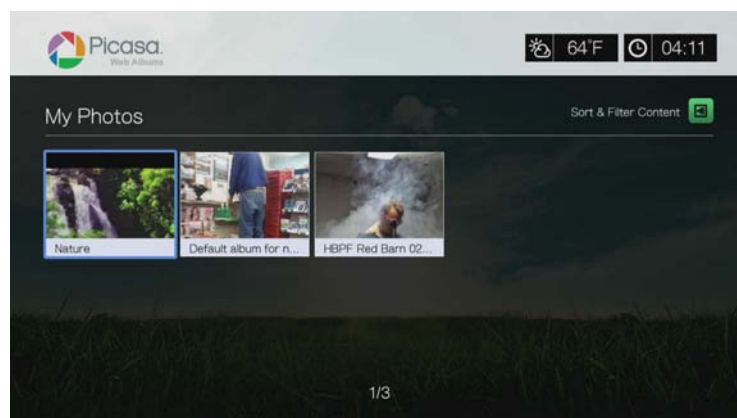 Picasa.
Web Albums
64°F
04:11
My Photos
Sort & Filter Content
Nature
Default album for n...
HBPF Red Barn 02...
1/3